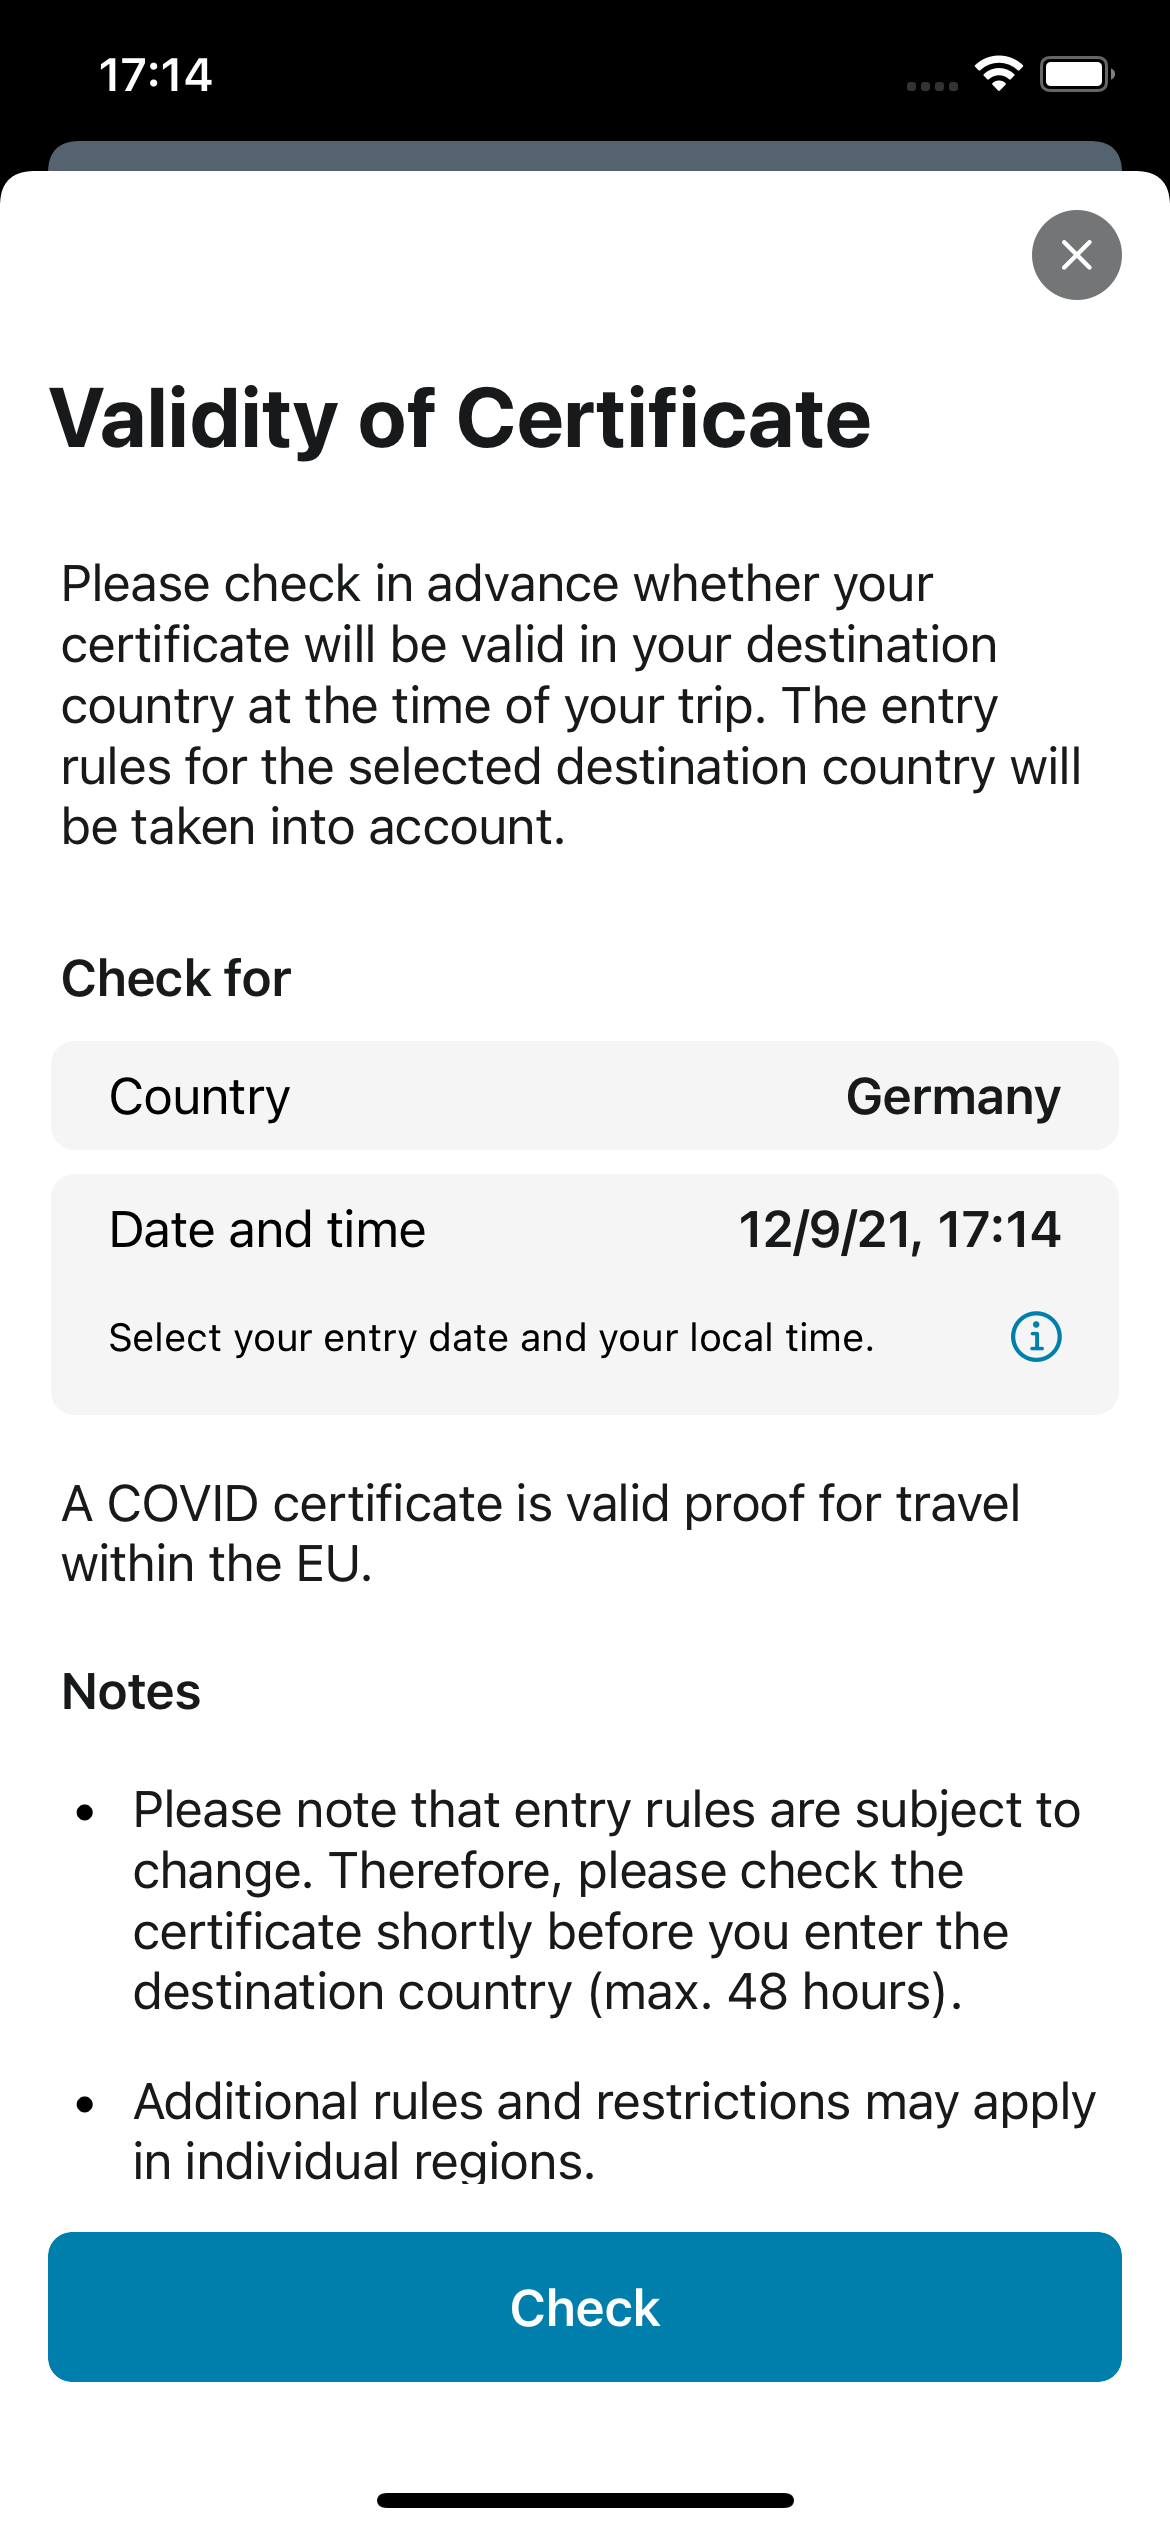 17:14
Validity of Certificate
Please check in advance whether your
certificate will be valid in your destination
country at the time of your trip. The entry
rules for the selected destination country will
be taken into account.
Check for
Country Germany
Date and time 12/9/21, 17:14
Select your entry date and your local time.
A COVID certificate is valid proof for travel
within the EU.
Notes
• Please note that entry rules are subject to
change. Therefore, please check the
certificate shortly before you enter the
destination country (max. 48 hours).
• Additional rules and restrictions may apply
in individual regions.
Check